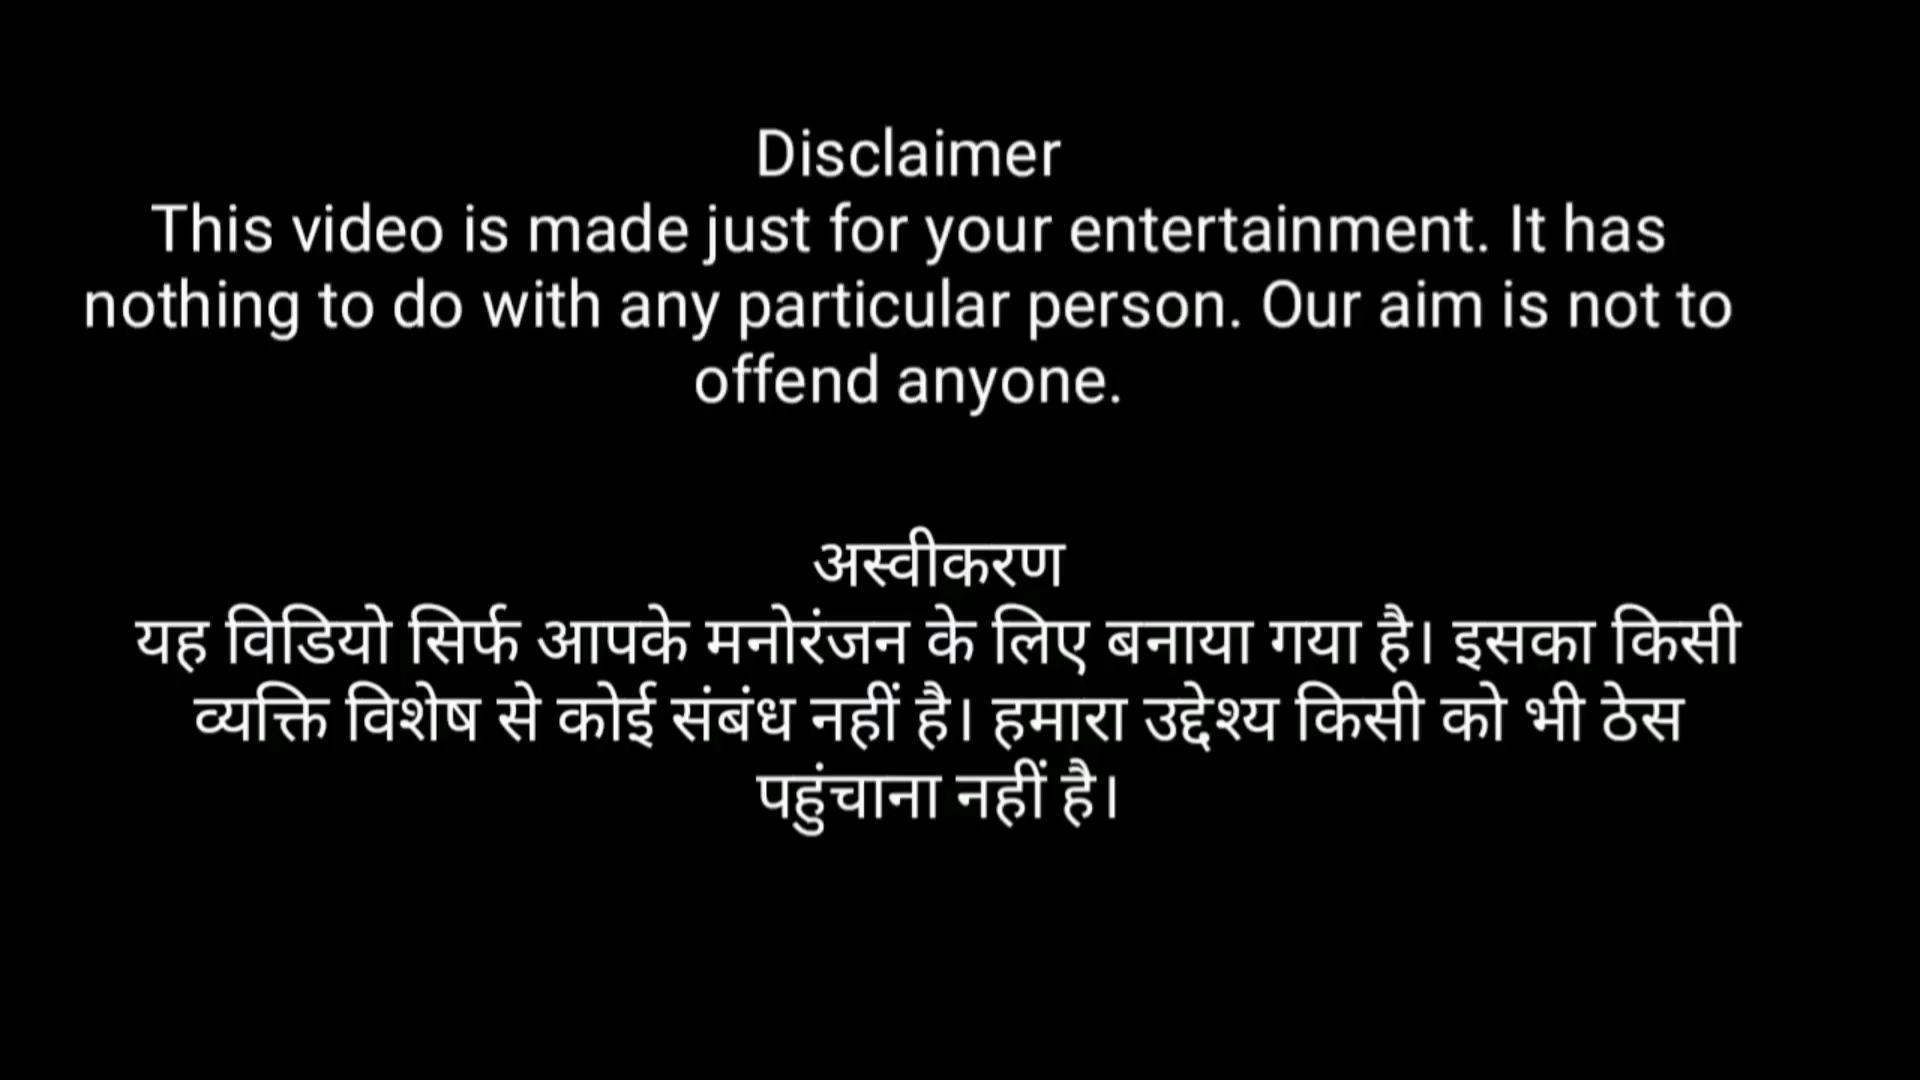 Disclaimer
This video is made just for your entertainment. It has
nothing to do with any particular person. Our aim is not to
offend anyone.
अस्वीकरण
यह विडियो सिर्फ आपके मनोरंजन के लिए बनाया गया है। इसका किसी
व्यक्ति विशेष से कोई संबंध नहीं है। हमारा उद्देश्य किसी को भी ठेस
पहुंचाना नहीं है।